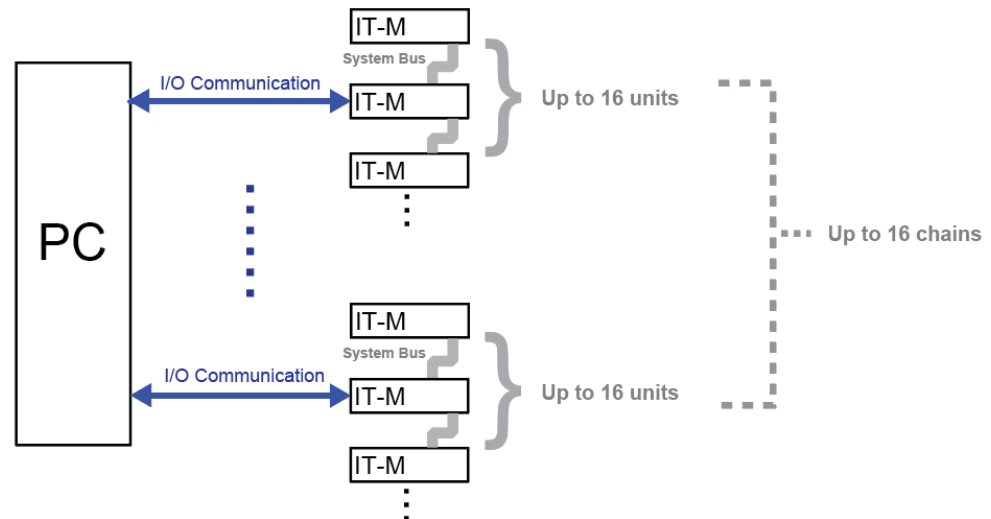 IT-M
System Bus
I/O Communication
IT-M
Up to 16 units
IT-M
PC
Up to 16 chains
IT-M
System Bus
I/O Communication
IT-M
Up to 16 units
IT-M